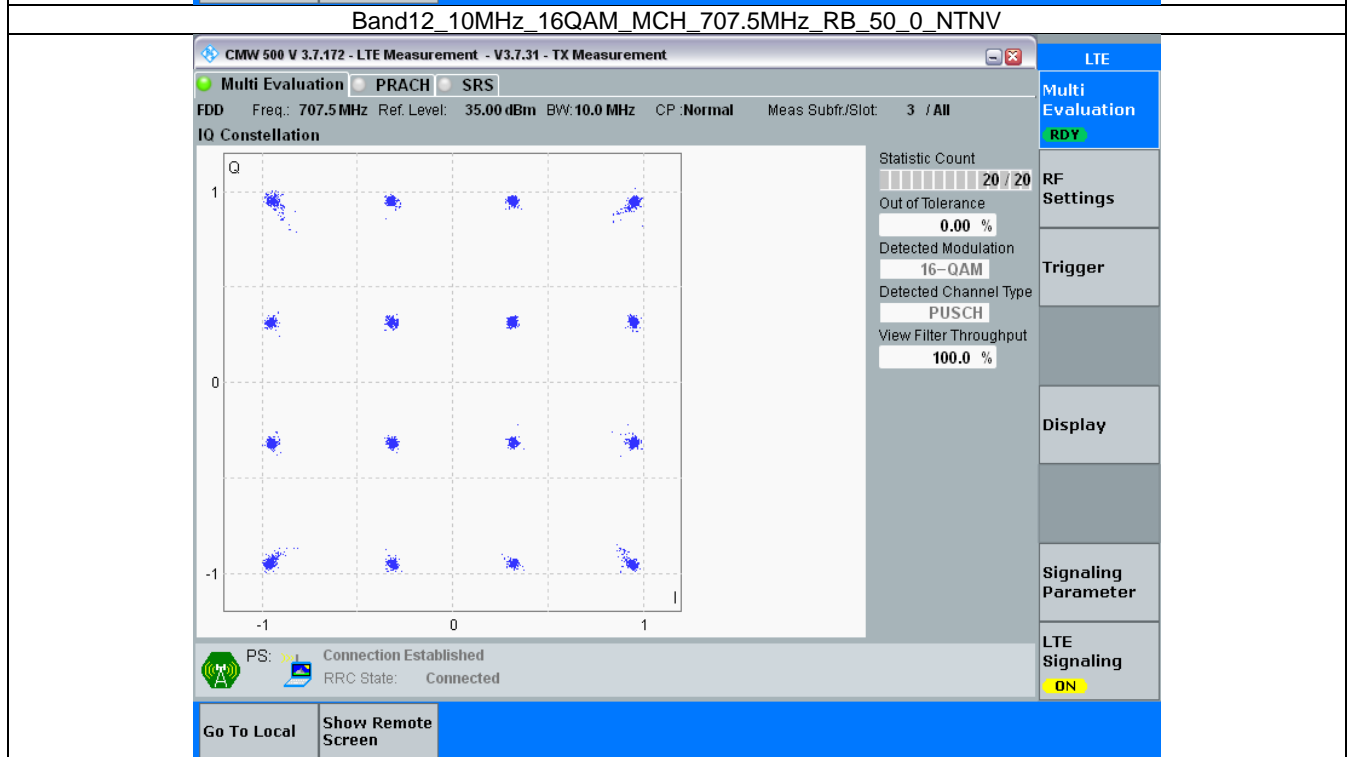 Band12_10MHz_16QAM_MCH_707.5MHz_RB_50_0_NTNV
CMW 500 V 3.7.172 - LTE Measurement - V3.7.31 - TX Measurement
LTE
Multi Evaluation PRACH SRS
FDD Freq.: 707.5 MHz Ref. Level: 35.00 dBm BW: 10.0 MHz CP : Normal Meas Subfr./Slot: 3 / All
IQ Constellation
Q
1
0
-1
I
-1 0 1
Statistic Count
20 / 20
Out of Tolerance
0.00 %
Detected Modulation
16-QAM
Detected Channel Type
PUSCH
View Filter Throughput
100.0 %
Multi
Evaluation
RDY
RF
Settings
Trigger
Display
Signaling
Parameter
LTE
Signaling
ON
PS: Connection Established
RRC State: Connected
Go To Local
Show Remote
Screen